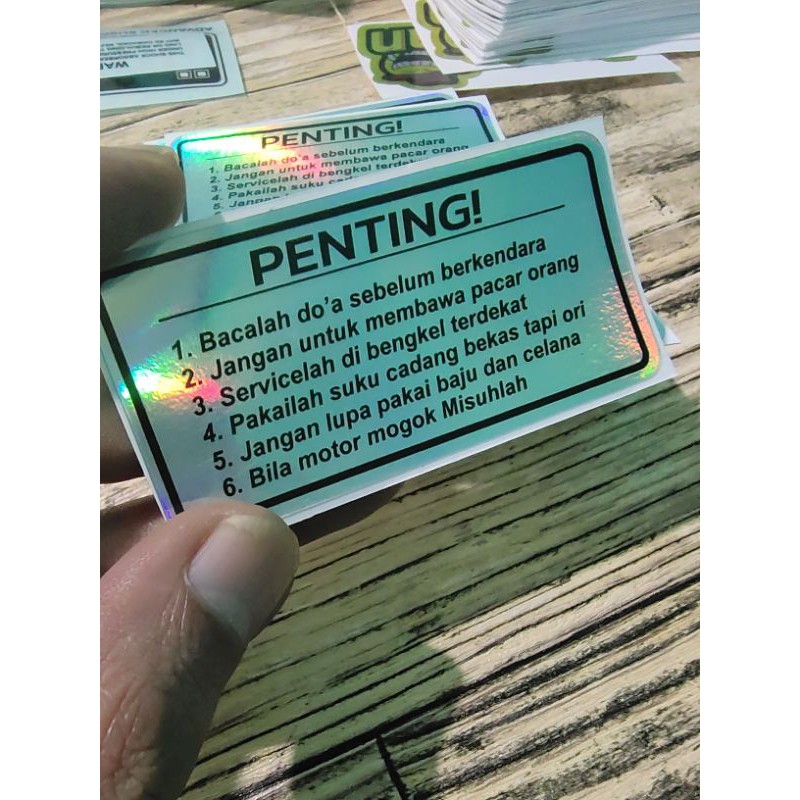 PENTING!
1. Bacalah do'a sebelum berkendara
2. Jangan untuk membawa pacar orang
3. Servicelah di bengkel terdekat
4. Pakailah suku cadang bekas tapi ori
5. Jangan lupa pakai baju dan celana
6. Bila motor mogok Misuhlah
PENTING!
1. Bacalah do'a sebelum berkendara
2. Jangan untuk membawa pacar orang
3. Servicelah di bengkel
4. Pakailah suku
5.
un